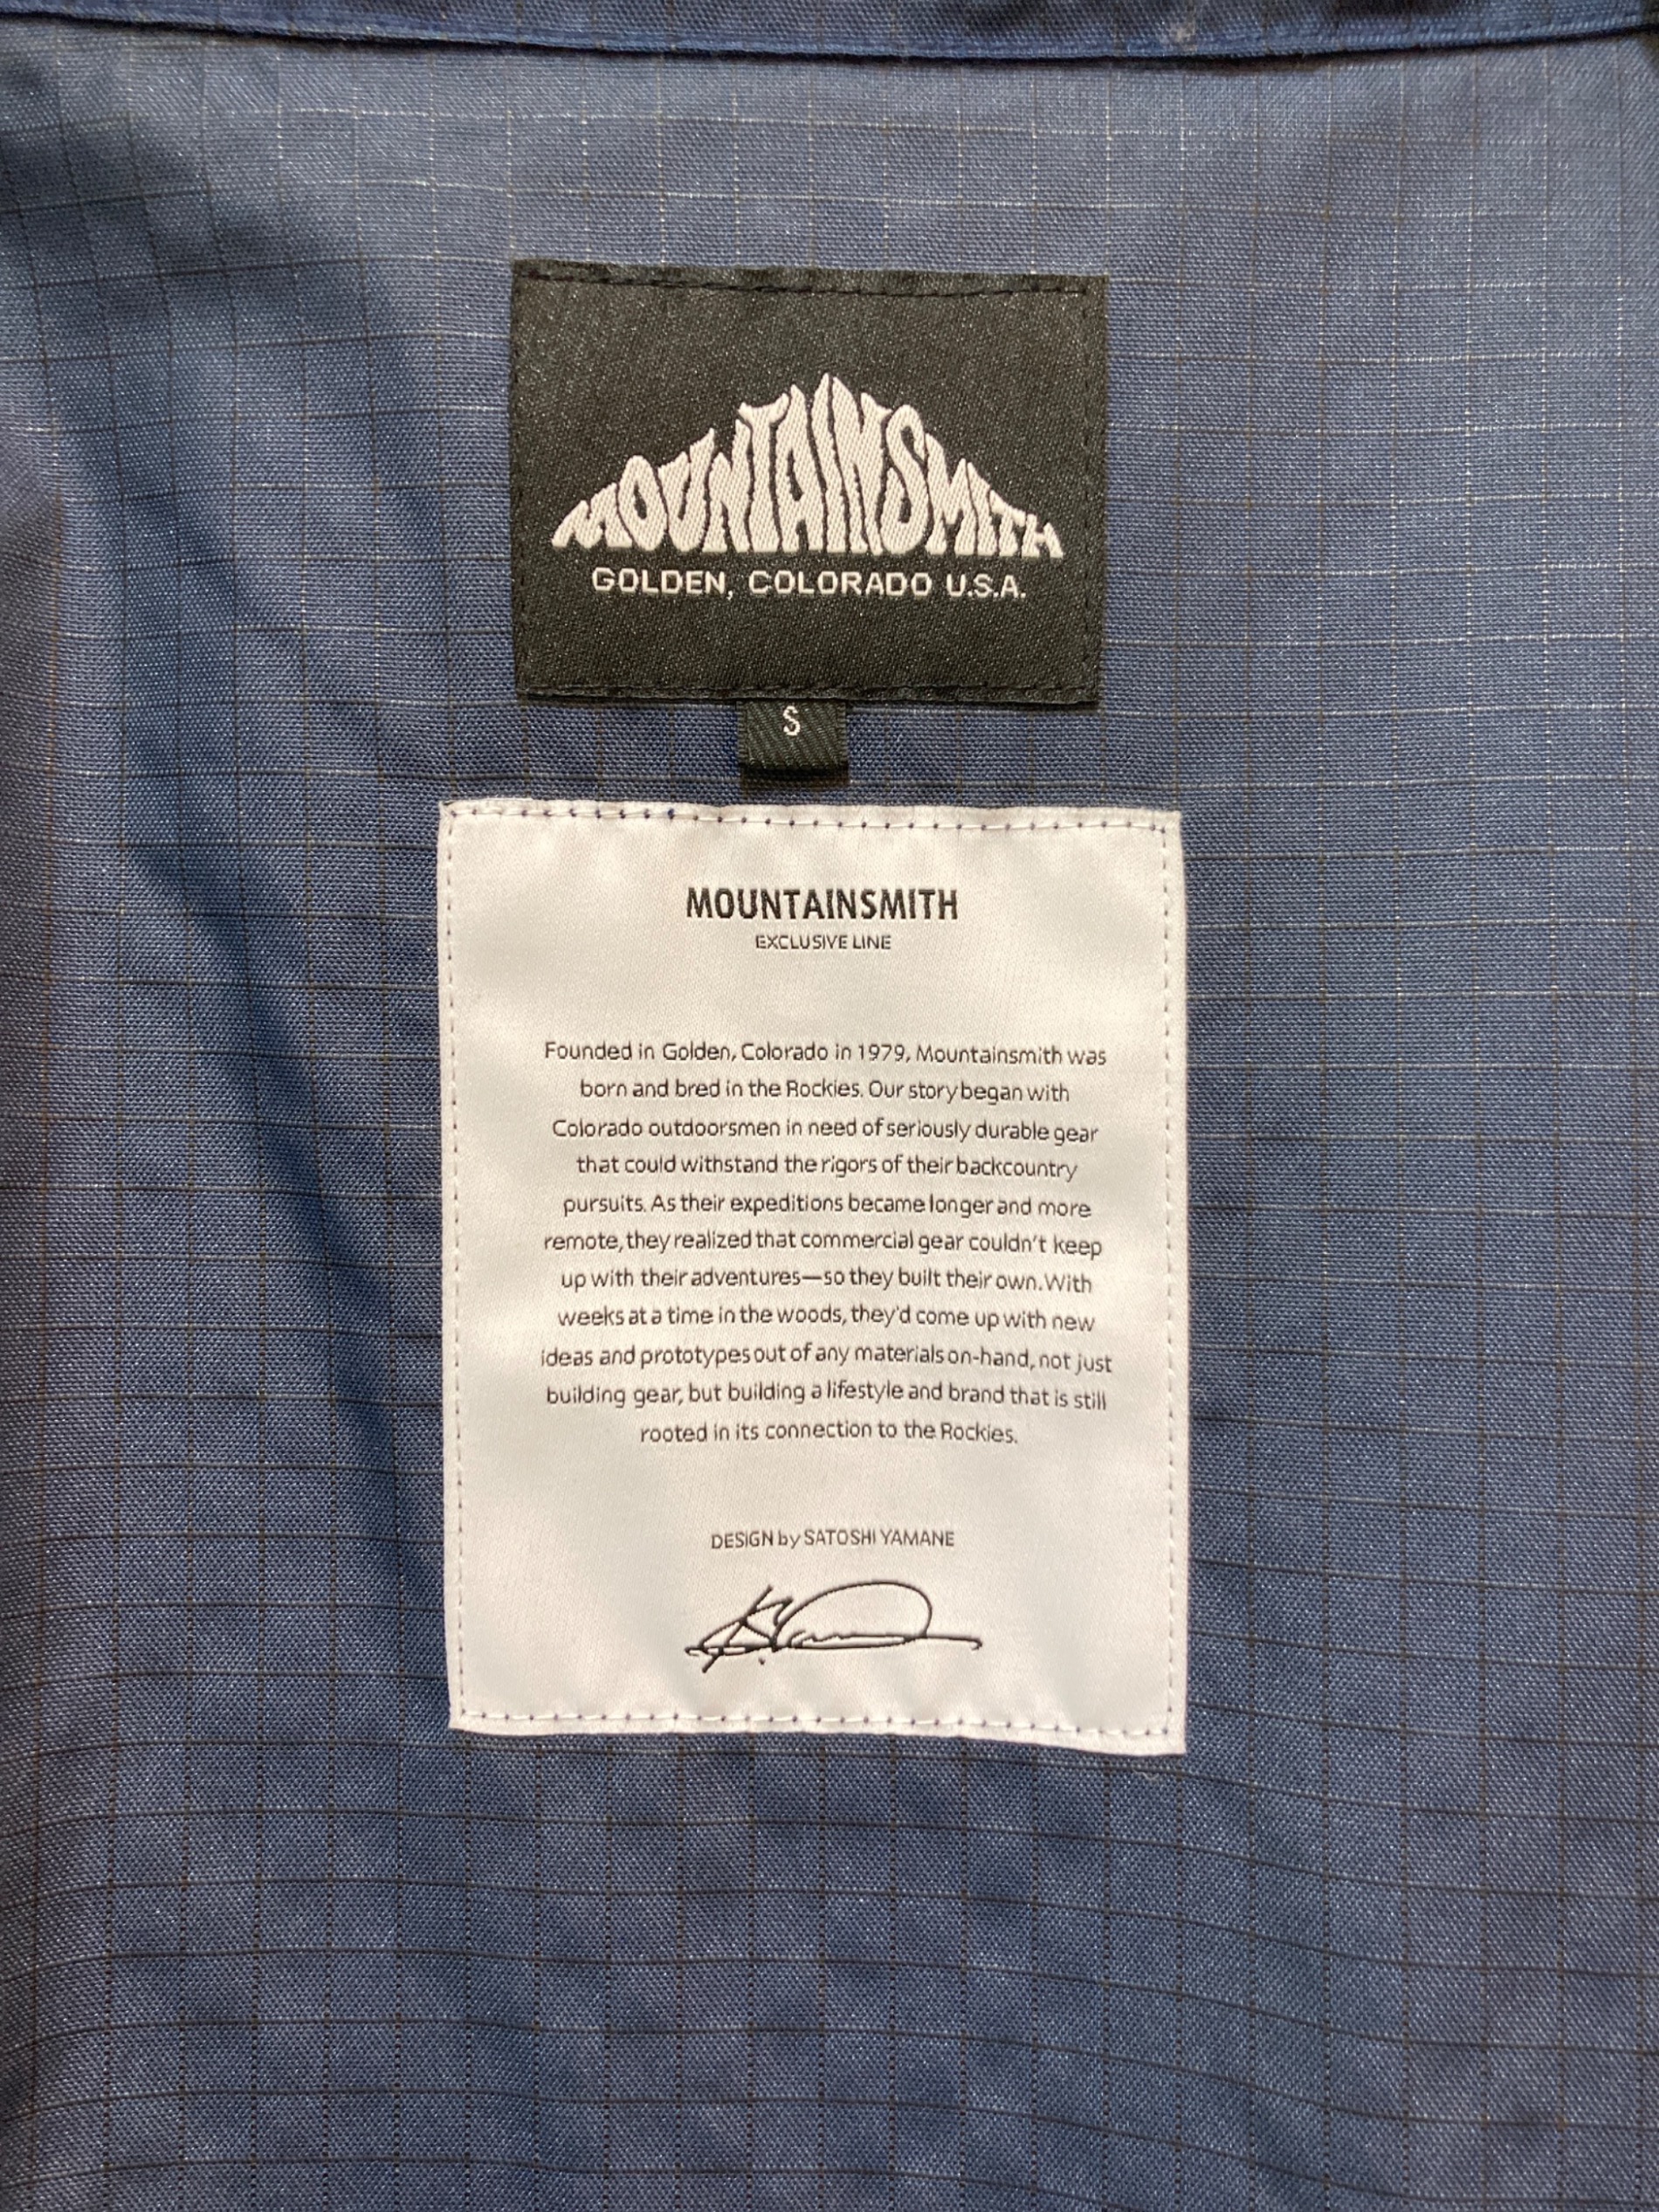 MOUNTAINSMITH
GOLDEN, COLORADO U.S.A.
S
MOUNTAINSMITH
EXCLUSIVE LINE
Founded in Golden, Colorado in 1979, Mountainsmith was
born and bred in the Rockies. Our story began with
Colorado outdoorsmen in need of seriously durable gear
that could withstand the rigors of their backcountry
pursuits. As their expeditions became longer and more
remote, they realized that commercial gear couldn't keep
up with their adventures—so they built their own. With
weeks at a time in the woods, they'd come up with new
ideas and prototypes out of any materials on-hand, not just
building gear, but building a lifestyle and brand that is still
rooted in its connection to the Rockies.
DESIGN by SATOSHI YAMANE